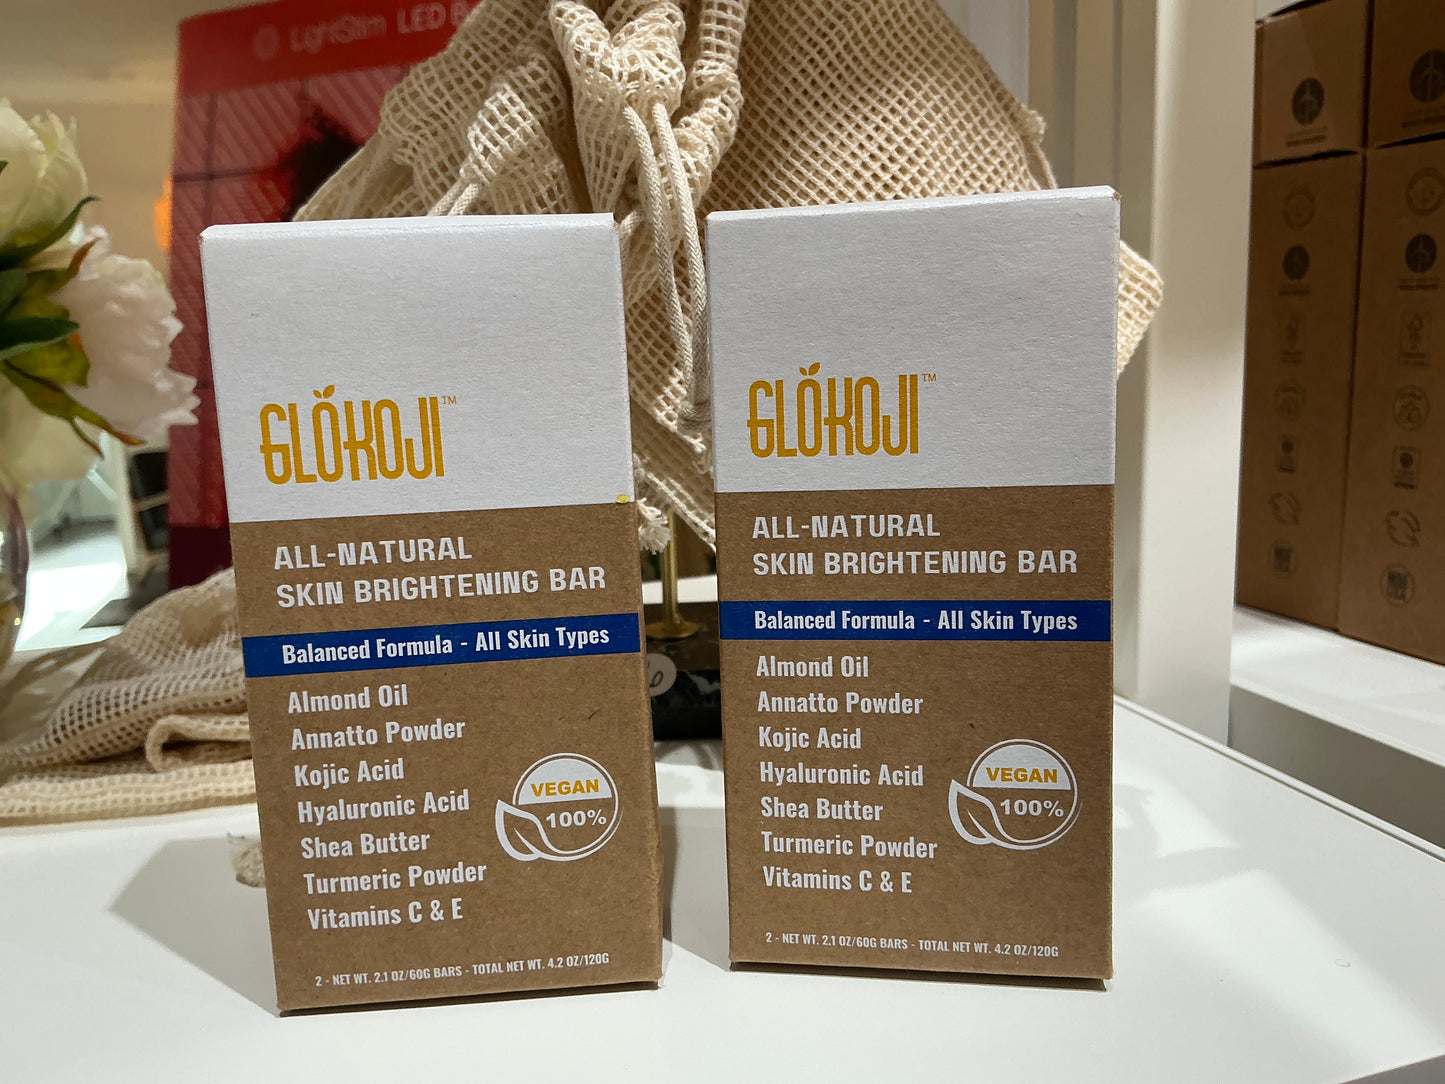 LightStim LED B
GLÓKOJI™
ALL-NATURAL
SKIN BRIGHTENING BAR
Balanced Formula - All Skin Types
Almond Oil
Annatto Powder
Kojic Acid
Hyaluronic Acid
Shea Butter
Turmeric Powder
Vitamins C & E
VEGAN
100%
2 - NET WT. 2.1 OZ/60G BARS - TOTAL NET WT. 4.2 OZ/120G
GLÓKOJI™
ALL-NATURAL
SKIN BRIGHTENING BAR
Balanced Formula - All Skin Types
Almond Oil
Annatto Powder
Kojic Acid
Hyaluronic Acid
Shea Butter
Turmeric Powder
Vitamins C & E
VEGAN
100%
2 - NET WT. 2.1 OZ/60G BARS - TOTAL NET WT. 4.2 OZ/120G